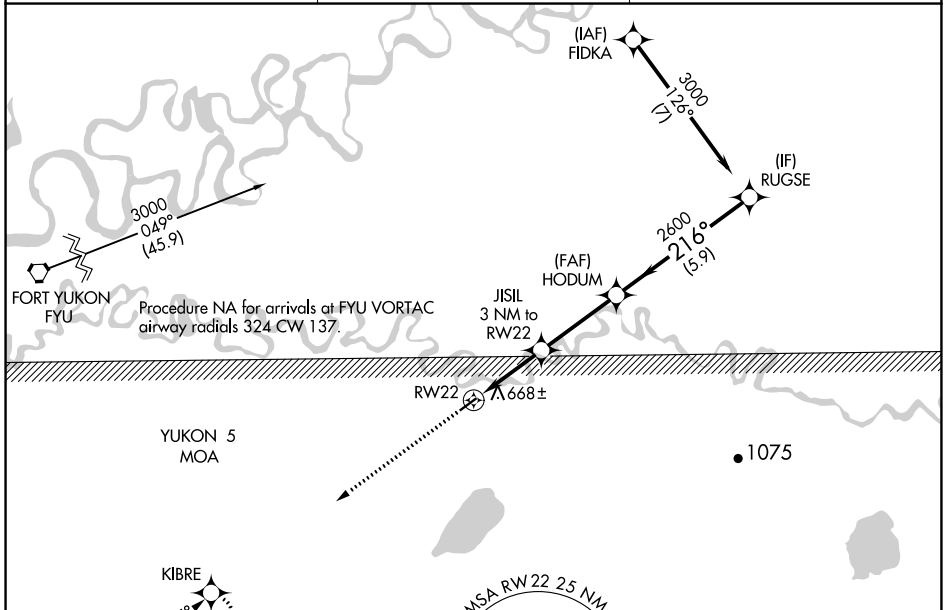 (IAF)
FIDKA
3000
126°
(7)
(IF)
RUGSE
3000
049°
(45.9)
2600
216°
(5.9)
(FAF)
HODUM
FORT YUKON
FYU
Procedure NA for arrivals at FYU VORTAC
airway radials 324 CW 137.
JISIL
3 NM to
RW22
RW22
668±
YUKON 5
MOA
1075
KIBRE
MSA RW22 25 NM